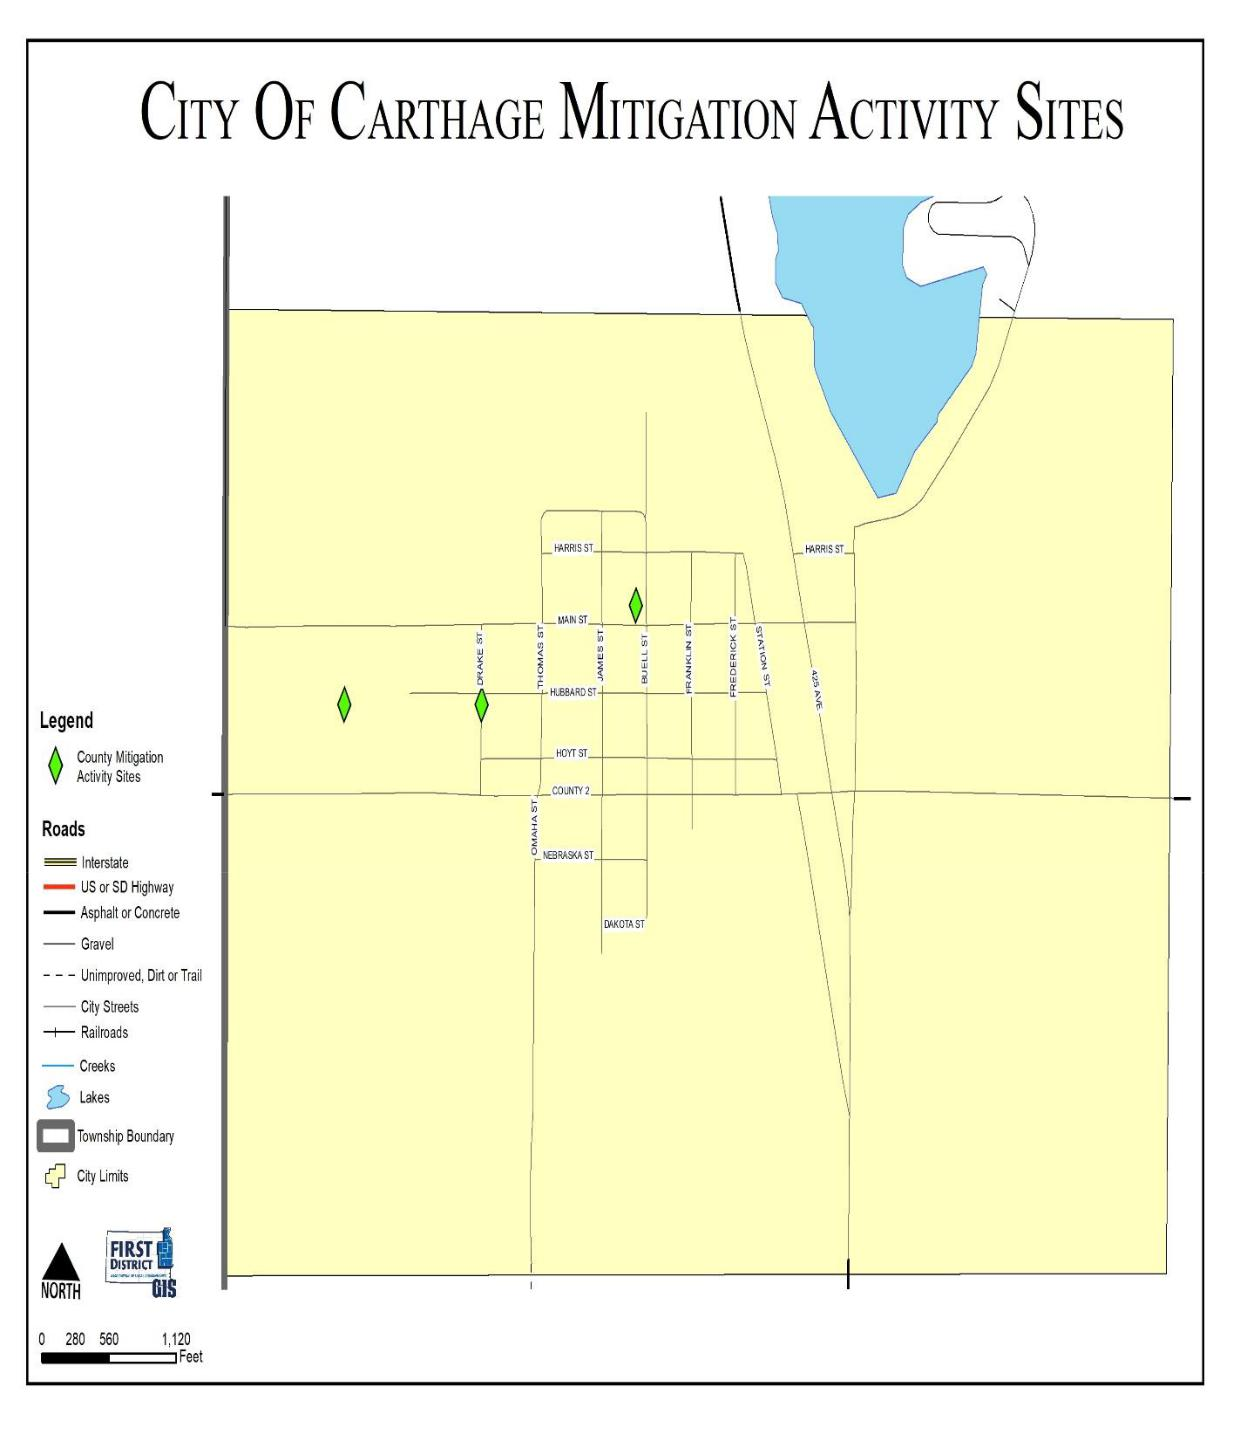 CITY OF CARTHAGE MITIGATION ACTIVITY SITES
HARRIS ST
HARRIS ST
MAIN ST
DRAKE ST
THOMAS ST
JAMES ST
BUELL ST
FRANKLIN ST
FREDERICK ST
STATION ST
425 AVE
HUBBARD ST
HOYT ST
COUNTY 2
OMAHA ST
NEBRASKA ST
DAKOTA ST
Legend
County Mitigation
Activity Sites
Roads
Interstate
US or SD Highway
Asphalt or Concrete
Gravel
Unimproved, Dirt or Trail
City Streets
Railroads
Creeks
Lakes
Township Boundary
City Limits
NORTH
FIRST
DISTRICT
GIS
0 280 560 1,120
Feet